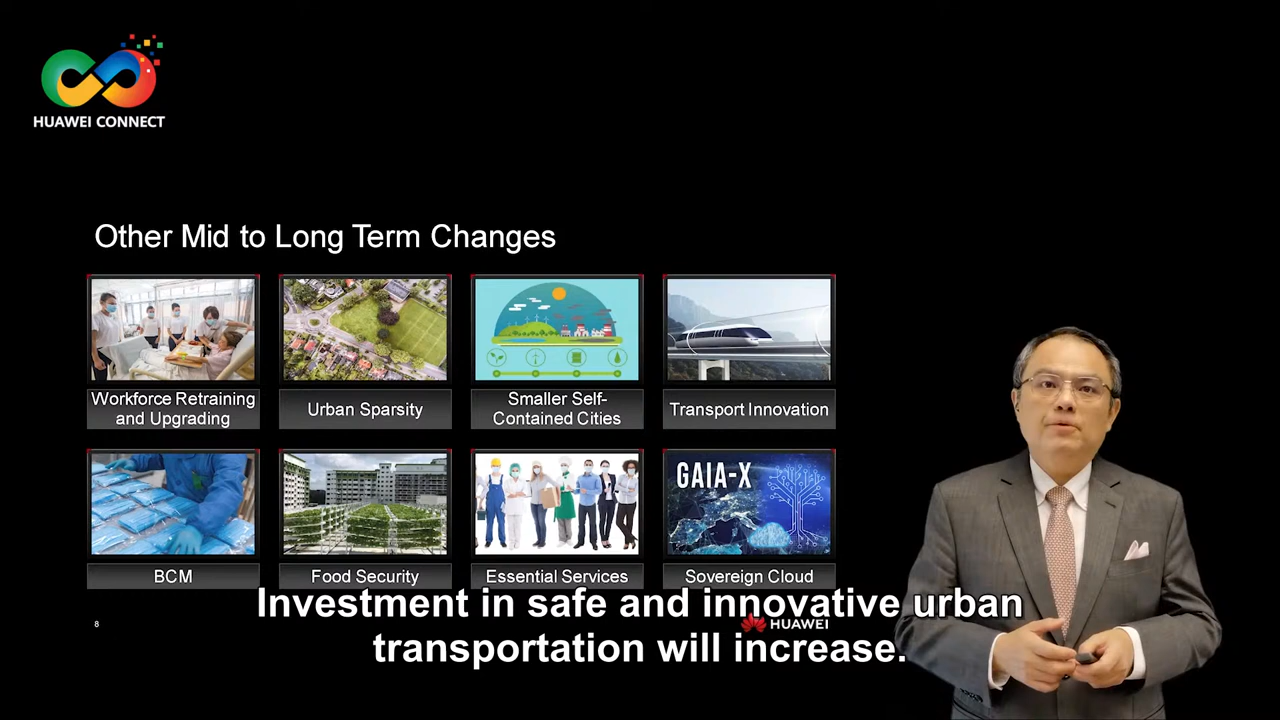 HUAWEI CONNECT
Other Mid to Long Term Changes
Workforce Retraining
and Upgrading
Urban Sparsity
Smaller Self-
Contained Cities
Transport Innovation
GAIA-X
BCM
Food Security
Essential Services
Sovereign Cloud
Investment in safe and innovative urban
transportation will increase.
8
HUAWEI